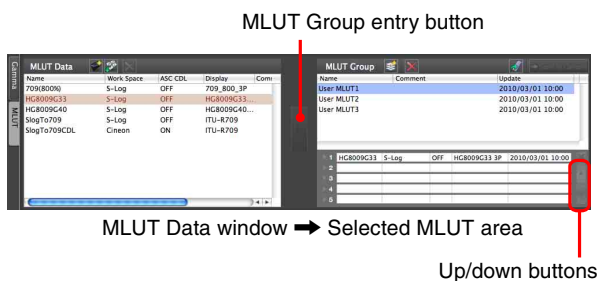 MLUT Group entry button
Gamma
MLUT
MLUT Data
Name Work Space ASC CDL Display Com
709(800%) S-Log OFF 709_800_3P
HG8009G33 S-Log OFF HG8009G33...
HG8009G40 S-Log OFF HG8009G40...
SlogTo709 S-Log OFF ITU-R709
SlogTo709CDL Cineon ON ITU-R709
MLUT Group
Name Comment Update
User MLUT1 2010/03/01 10:00
User MLUT2 2010/03/01 10:00
User MLUT3 2010/03/01 10:00
1 HG8009G33 S-Log OFF HG8009G33 3P 2010/03/01 10:00
2
3
4
5
MLUT Data window ➡ Selected MLUT area
Up/down buttons